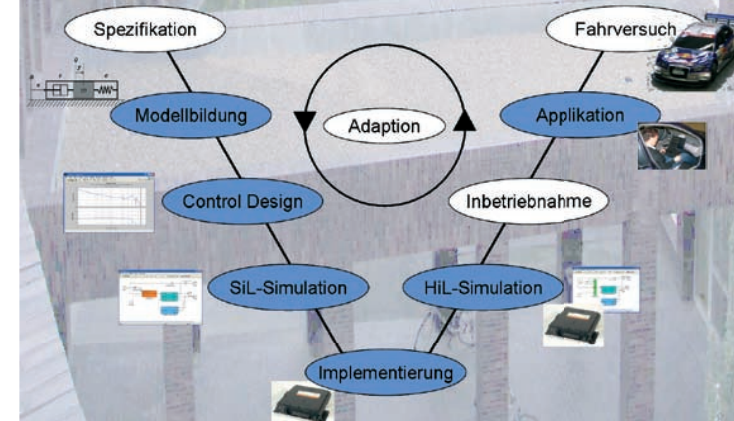 Spezifikation
Fahrversuch
Modellbildung
Adaption
Applikation
Control Design
Inbetriebnahme
SiL-Simulation
HiL-Simulation
Implementierung